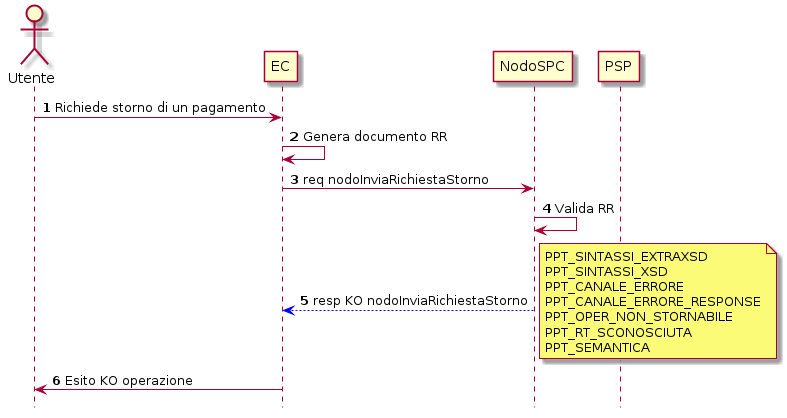 Utente
EC
NodoSPC
PSP
1 Richiede storno di un pagamento
2 Genera documento RR
3 req nodoInviaRichiestaStorno
4 Valida RR
PPT_SINTASSI_EXTRAXSD
PPT_SINTASSI_XSD
PPT_CANALE_ERRORE
PPT_CANALE_ERRORE_RESPONSE
PPT_OPER_NON_STORNABILE
PPT_RT_SCONOSCIUTA
PPT_SEMANTICA
5 resp KO nodoInviaRichiestaStorno
6 Esito KO operazione